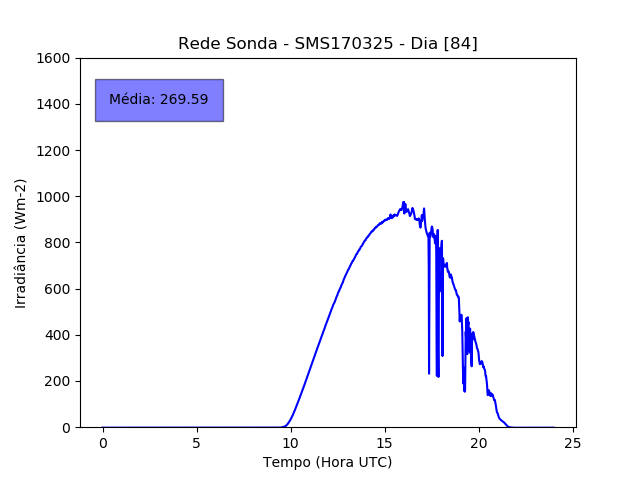 Rede Sonda - SMS170325 - Dia [84]
1600
Média: 269.59
1400
1200
1000
800
600
400
200
0
Irradiância (Wm-2)
0 5 10 15 20 25
Tempo (Hora UTC)